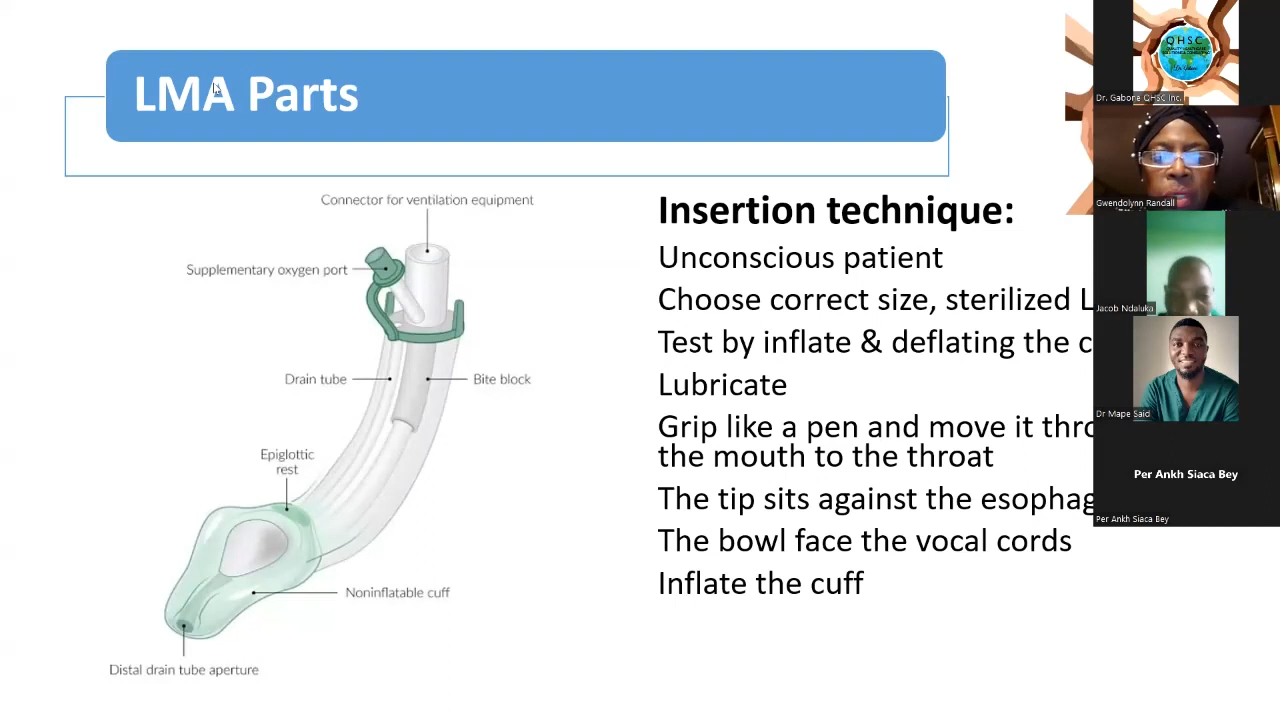 LMA Parts
Connector for ventilation equipment
Supplementary oxygen port
Drain tube
Bite block
Epiglottic
rest
Noninflatable cuff
Distal drain tube aperture
Insertion technique:
Unconscious patient
Choose correct size, sterilized L
Test by inflate & deflating the c
Lubricate
Grip like a pen and move it thro
the mouth to the throat
The tip sits against the esophag
The bowl face the vocal cords
Inflate the cuff
QHSC
Dr. Gabone QHSC Inc.
Gwendolynn Randall
Jacob Ndaluka
Dr Mape Said
Per Ankh Siaca Bey
Per Ankh Siaca Bey